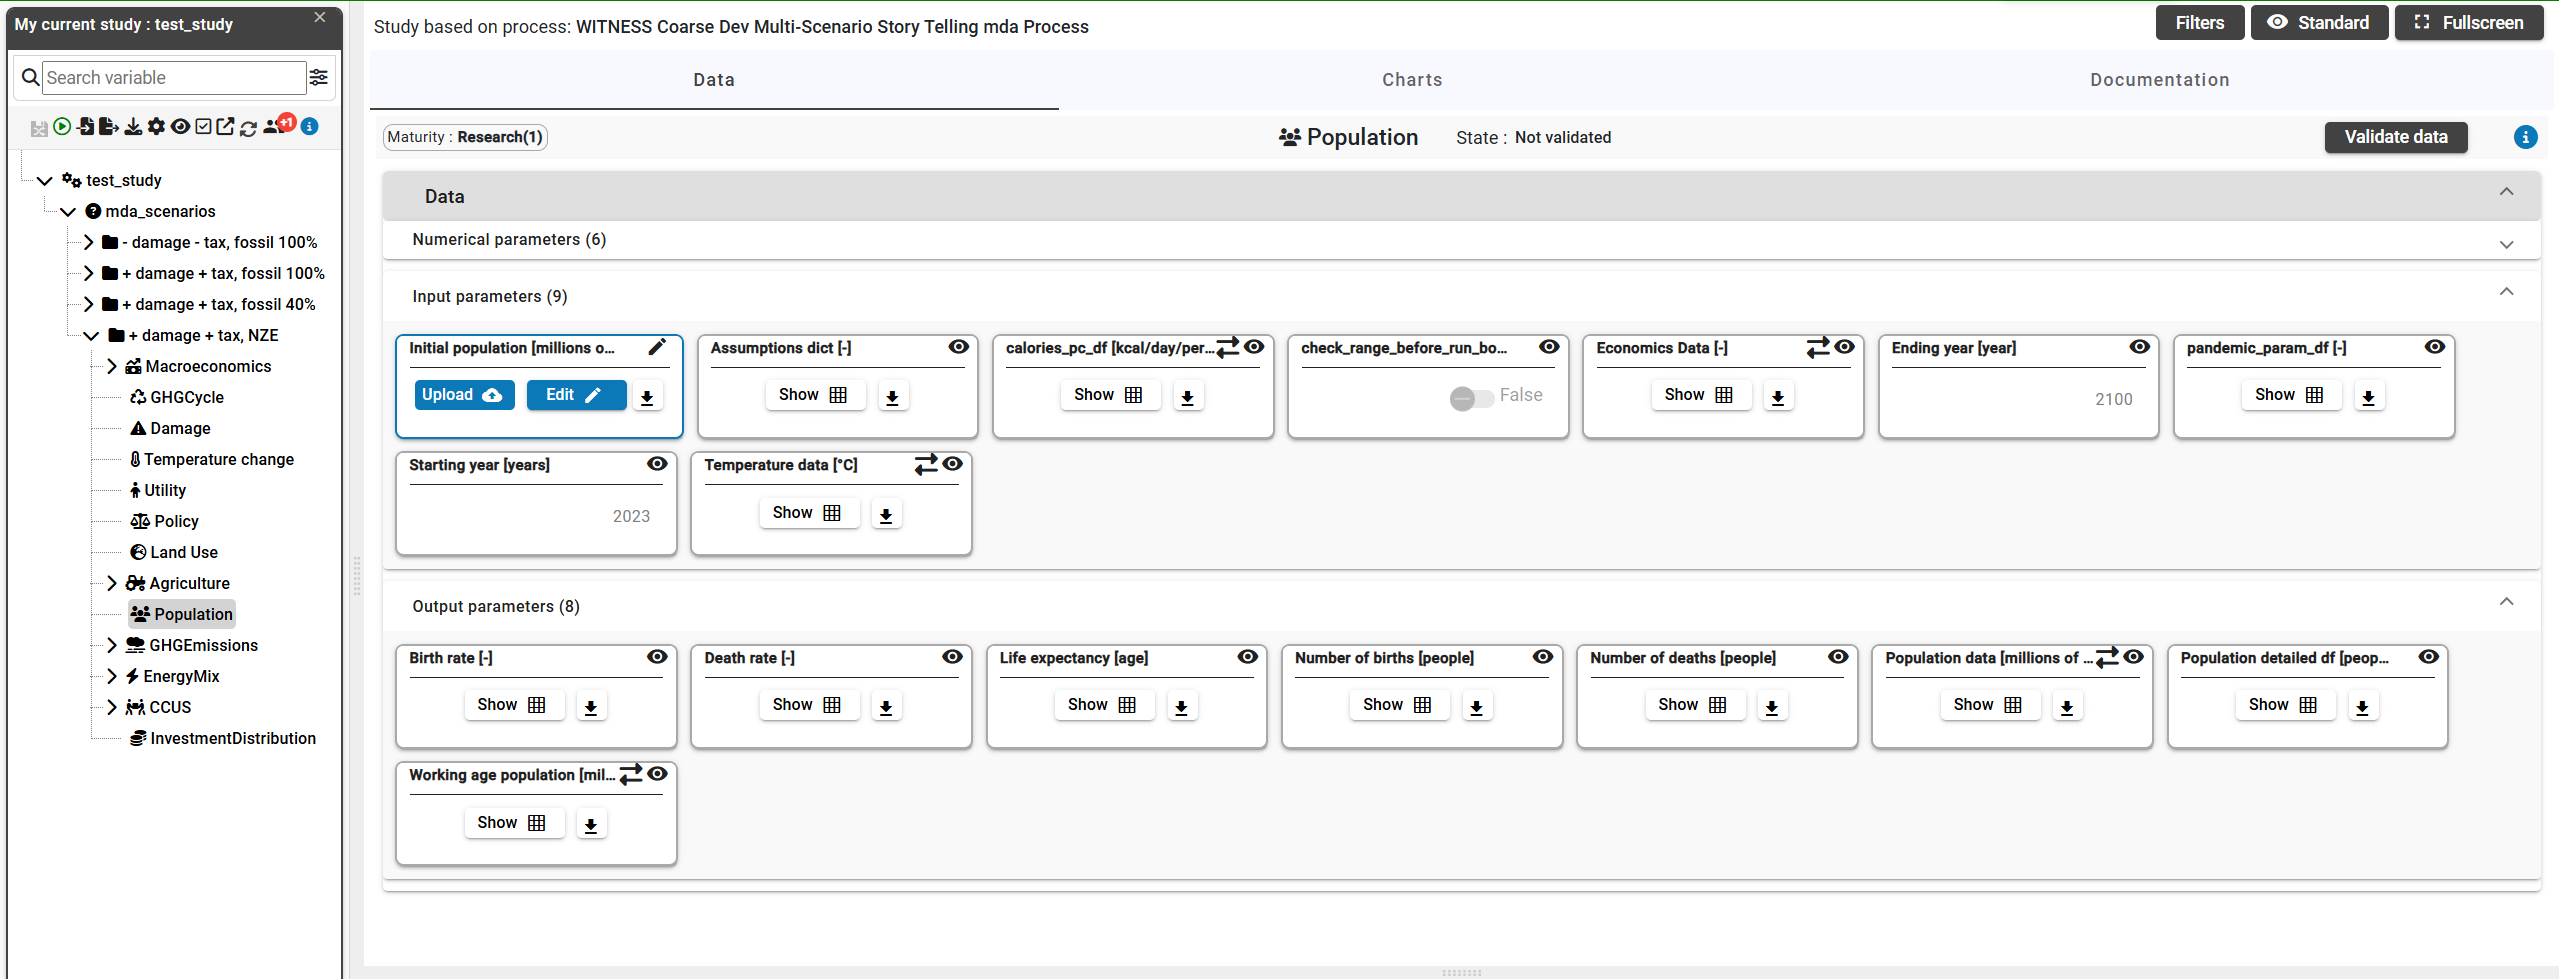 My current study : test_study
Search variable
+1
test_study
mda_scenarios
- damage - tax, fossil 100%
+ damage + tax, fossil 100%
+ damage + tax, fossil 40%
+ damage + tax, NZE
Macroeconomics
GHGCycle
Damage
Temperature change
Utility
Policy
Land Use
Agriculture
Population
GHGEmissions
EnergyMix
CCUS
InvestmentDistribution
Study based on process: WITNESS Coarse Dev Multi-Scenario Story Telling mda Process
Filters
Standard
Fullscreen
Data
Charts
Documentation
Maturity : Research(1)
Population
State : Not validated
Validate data
Data
Numerical parameters (6)
Input parameters (9)
Initial population [millions o...
Upload
Edit
Assumptions dict [-]
Show
calories_pc_df [kcal/day/per...
Show
check_range_before_run_bo...
False
Economics Data [-]
Show
Ending year [year]
2100
pandemic_param_df [-]
Show
Starting year [years]
2023
Temperature data [°C]
Show
Output parameters (8)
Birth rate [-]
Show
Death rate [-]
Show
Life expectancy [age]
Show
Number of births [people]
Show
Number of deaths [people]
Show
Population data [millions of ...
Show
Population detailed df [peop...
Show
Working age population [mil...
Show